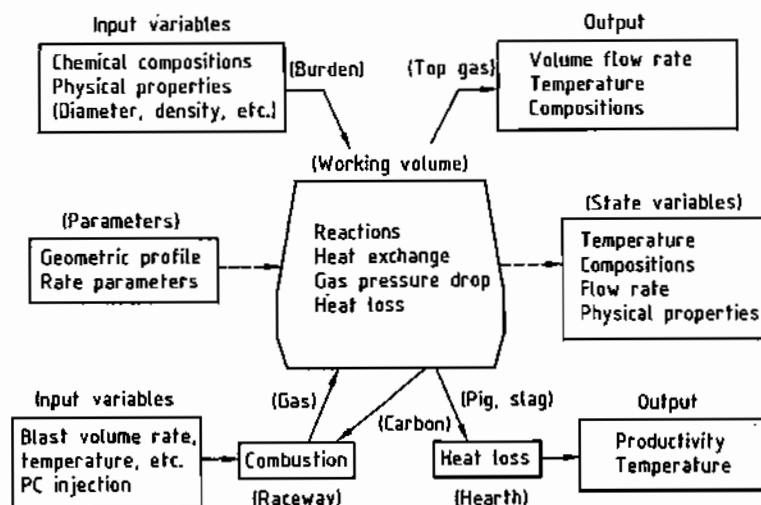 Input variables
Chemical compositions
Physical properties
(Diameter, density, etc.)
(Burden)
(Top gas)
Output
Volume flow rate
Temperature
Compositions
(Working volume)
Reactions
Heat exchange
Gas pressure drop
Heat loss
(Parameters)
Geometric profile
Rate parameters
(State variables)
Temperature
Compositions
Flow rate
Physical properties
Input variables
Blast volume rate,
temperature, etc.
PC injection
(Gas)
(Carbon)
(Pig, slag)
Combustion
(Raceway)
Heat loss
(Hearth)
Output
Productivity
Temperature